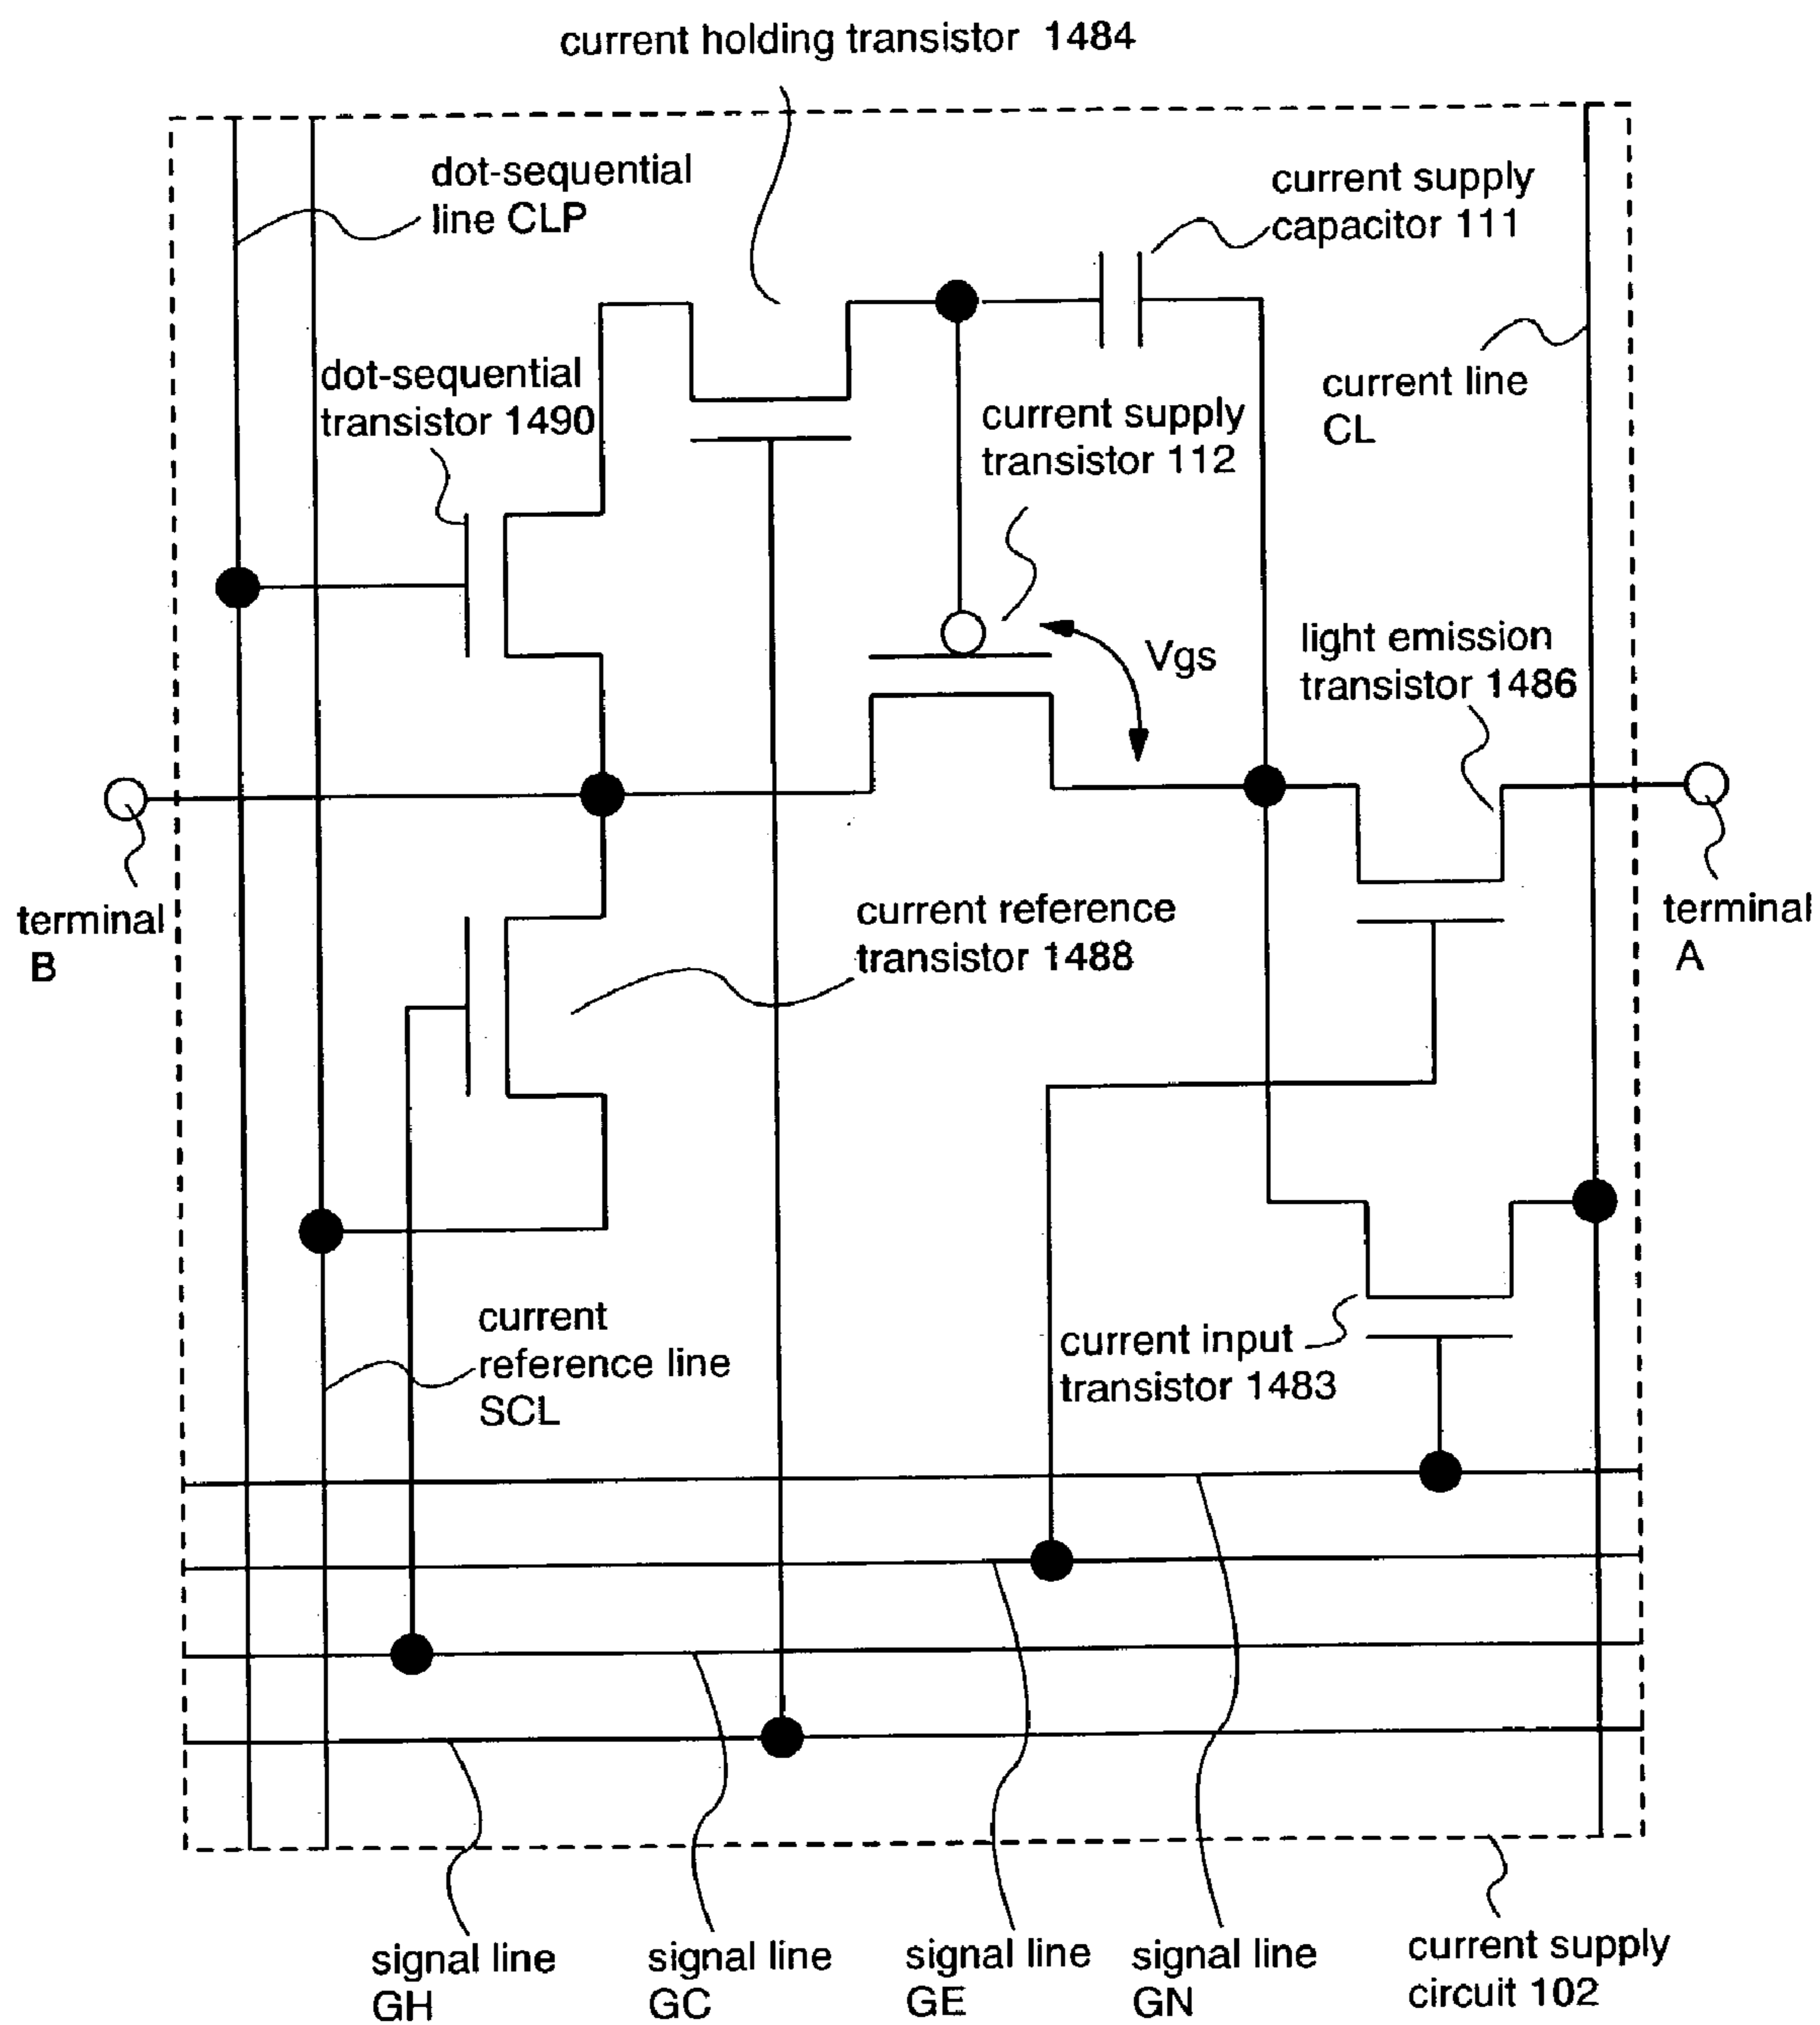 current holding transistor 1484
dot-sequential
line CLP
current supply
capacitor 111
dot-sequential
transistor 1490
current supply
transistor 112
current line
CL
Vgs
light emission
transistor 1486
terminal
B
current reference
transistor 1488
terminal
A
current
reference line
SCL
current input
transistor 1483
signal line
GH
signal line
GC
signal line
GE
signal line
GN
current supply
circuit 102